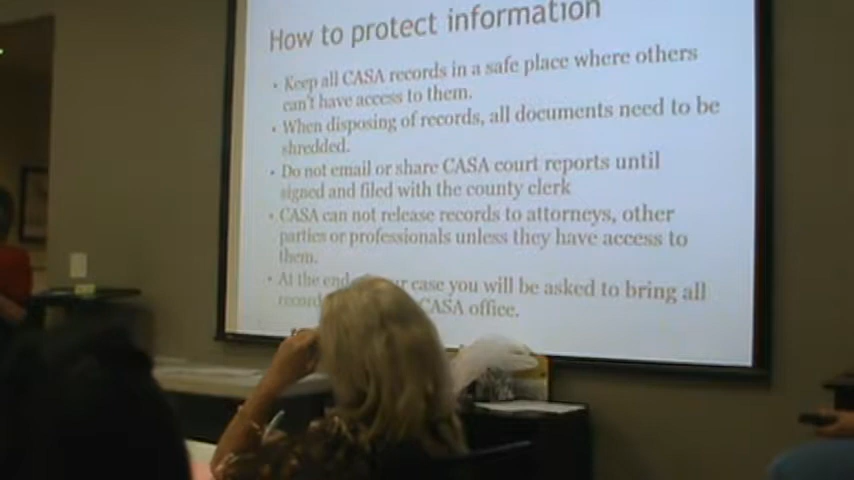 How to protect information
• Keep all CASA records in a safe place where others
can't have access to them.
• When disposing of records, all documents need to be
shredded.
• Do not email or share CASA court reports until
signed and filed with the county clerk
• CASA can not release records to attorneys, other
parties or professionals unless they have access to
them.
• At the end case you will be asked to bring all
CASA office.